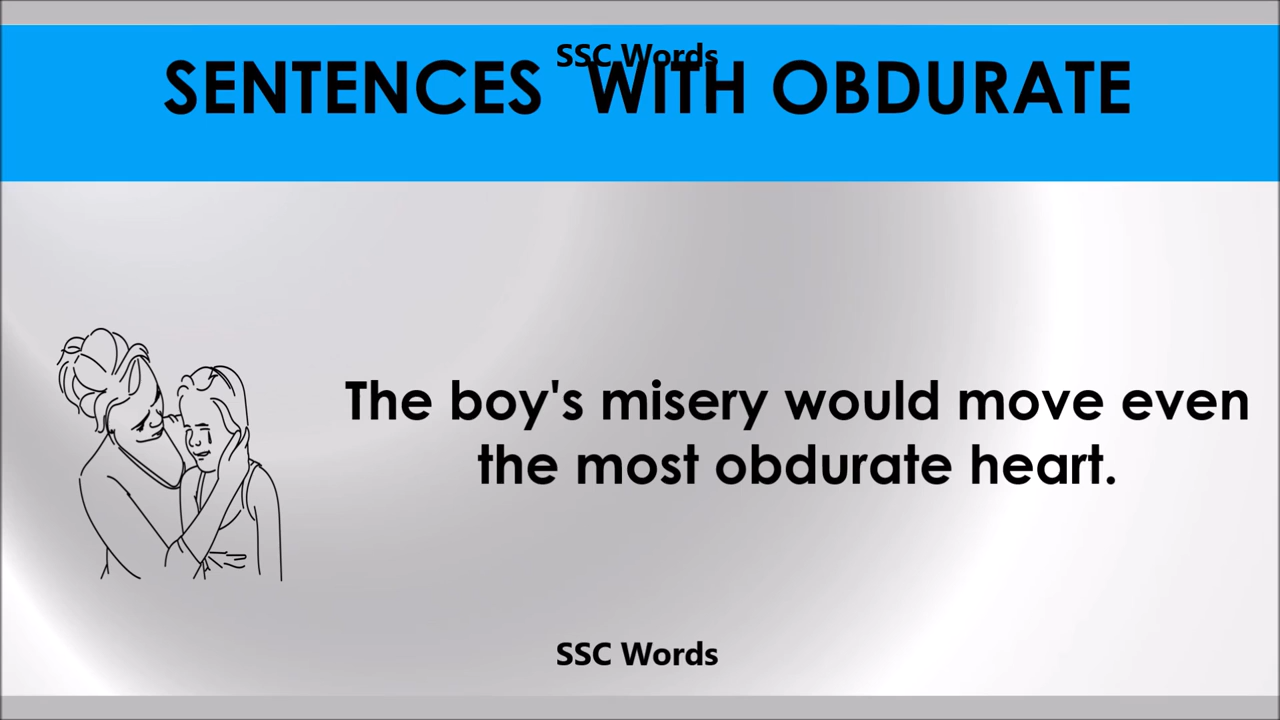 SSC Words
SENTENCES WITH OBDURATE
The boy's misery would move even
the most obdurate heart.
SSC Words